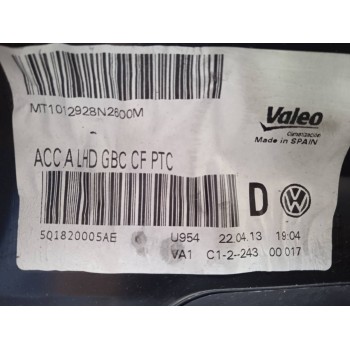 MT1012928N2600M
Valeo
Made in SPAIN
ACC A LHD GBC CF PTC
D
5Q1820005AE
U954 22.04.13 19:04
VA1 C1-2--243 00 017